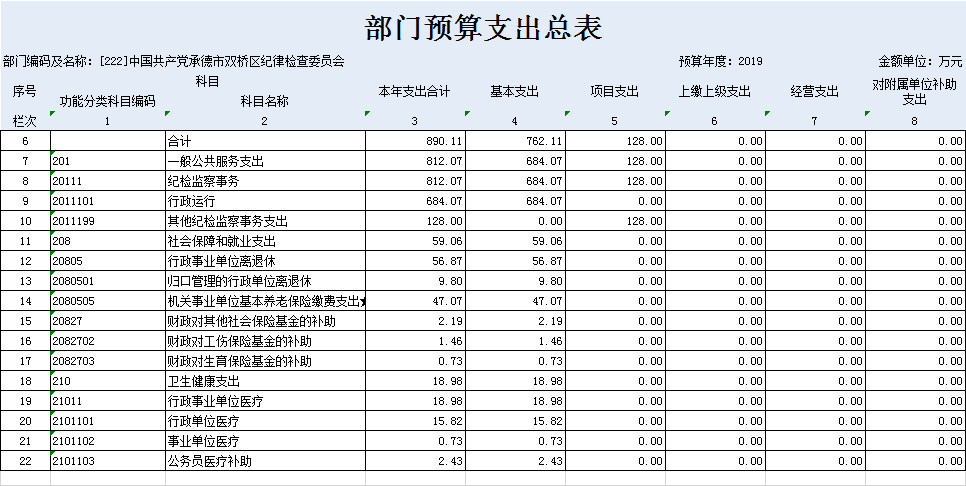 部门预算支出总表
部门编码及名称：[222]中国共产党承德市双桥区纪律检查委员会 预算年度：2019 金额单位：万元
序号 科目 本年支出合计 基本支出 项目支出 上缴上级支出 经营支出 对附属单位补助支出
功能分类科目编码 科目名称
栏次 1 2 3 4 5 6 7 8
6 合计 890.11 762.11 128.00 0.00 0.00 0.00
7 201 一般公共服务支出 812.07 684.07 128.00 0.00 0.00 0.00
8 20111 纪检监察事务 812.07 684.07 128.00 0.00 0.00 0.00
9 2011101 行政运行 684.07 684.07 0.00 0.00 0.00 0.00
10 2011199 其他纪检监察事务支出 128.00 0.00 128.00 0.00 0.00 0.00
11 208 社会保障和就业支出 59.06 59.06 0.00 0.00 0.00 0.00
12 20805 行政事业单位离退休 56.87 56.87 0.00 0.00 0.00 0.00
13 2080501 归口管理的行政单位离退休 9.80 9.80 0.00 0.00 0.00 0.00
14 2080505 机关事业单位基本养老保险缴费支出★ 47.07 47.07 0.00 0.00 0.00 0.00
15 20827 财政对其他社会保险基金的补助 2.19 2.19 0.00 0.00 0.00 0.00
16 2082702 财政对工伤保险基金的补助 1.46 1.46 0.00 0.00 0.00 0.00
17 2082703 财政对生育保险基金的补助 0.73 0.73 0.00 0.00 0.00 0.00
18 210 卫生健康支出 18.98 18.98 0.00 0.00 0.00 0.00
19 21011 行政事业单位医疗 18.98 18.98 0.00 0.00 0.00 0.00
20 2101101 行政单位医疗 15.82 15.82 0.00 0.00 0.00 0.00
21 2101102 事业单位医疗 0.73 0.73 0.00 0.00 0.00 0.00
22 2101103 公务员医疗补助 2.43 2.43 0.00 0.00 0.00 0.00